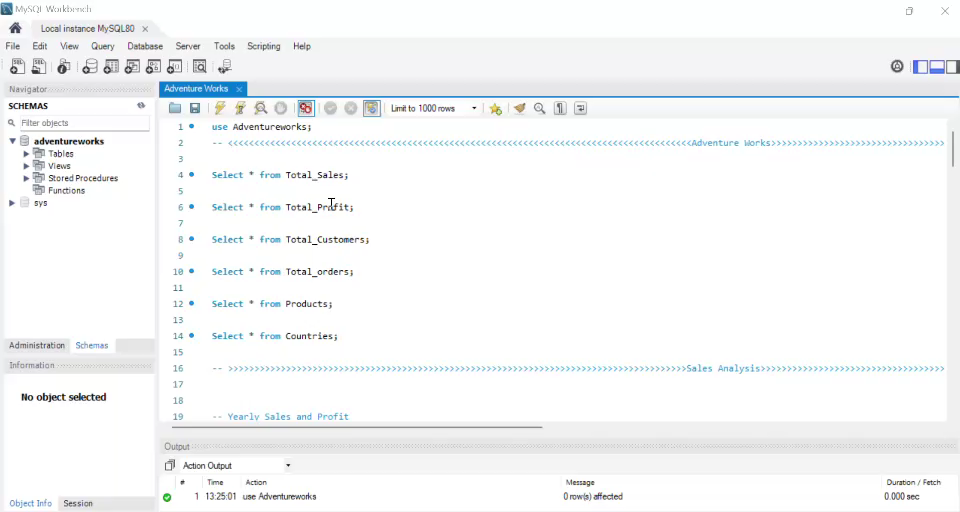 MySQL Workbench
Local instance MySQL80
File Edit View Query Database Server Tools Scripting Help
Navigator
SCHEMAS
Filter objects
adventureworks
Tables
Views
Stored Procedures
Functions
sys
Administration Schemas
Information
No object selected
Object Info Session
Adventure Works
Limit to 1000 rows
1 use Adventureworks;
2 -- <<<<<<<<<<<<<<<<<<<<<<<<<<<<<<<<<<<<<<<<<<<<<<<<<<<<<<<<<<<<<<<<<<<<<<<<<<<<<<<<<<<<<<<<Adventure Works>>>>>>>>>>>>>>>>>>>>>>>>>>>>>>>>>
3
4 Select * from Total_Sales;
5
6 Select * from Total_Profit;
7
8 Select * from Total_Customers;
9
10 Select * from Total_orders;
11
12 Select * from Products;
13
14 Select * from Countries;
15
16 -- >>>>>>>>>>>>>>>>>>>>>>>>>>>>>>>>>>>>>>>>>>>>>>>>>>>>>>>>>>>>>>>>>>>>>>>>>>>>>>>>>>>>>>>Sales Analysis>>>>>>>>>>>>>>>>>>>>>>>>>>>>>>>>>>>
17
18
19 -- Yearly Sales and Profit
Output
Action Output
# Time Action Message Duration / Fetch
1 13:25:01 use Adventureworks 0 row(s) affected 0.000 sec